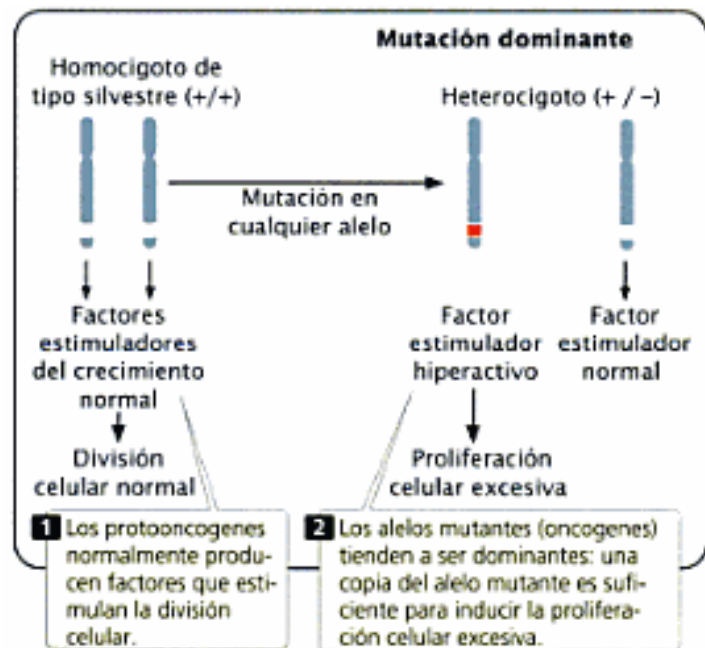 Mutación dominante
Homocigoto de
tipo silvestre (+/+)
Heterocigoto (+ / −)
Mutación en
cualquier alelo
Factores
estimuladores
del crecimiento
normal
Factor
estimulador
hiperactivo
Factor
estimulador
normal
División
celular normal
Proliferación
celular excesiva
1 Los protooncogenes
normalmente produ-
cen factores que esti-
mulan la división
celular.
2 Los alelos mutantes (oncogenes)
tienden a ser dominantes: una
copia del alelo mutante es sufi-
ciente para inducir la prolifera-
ción celular excesiva.